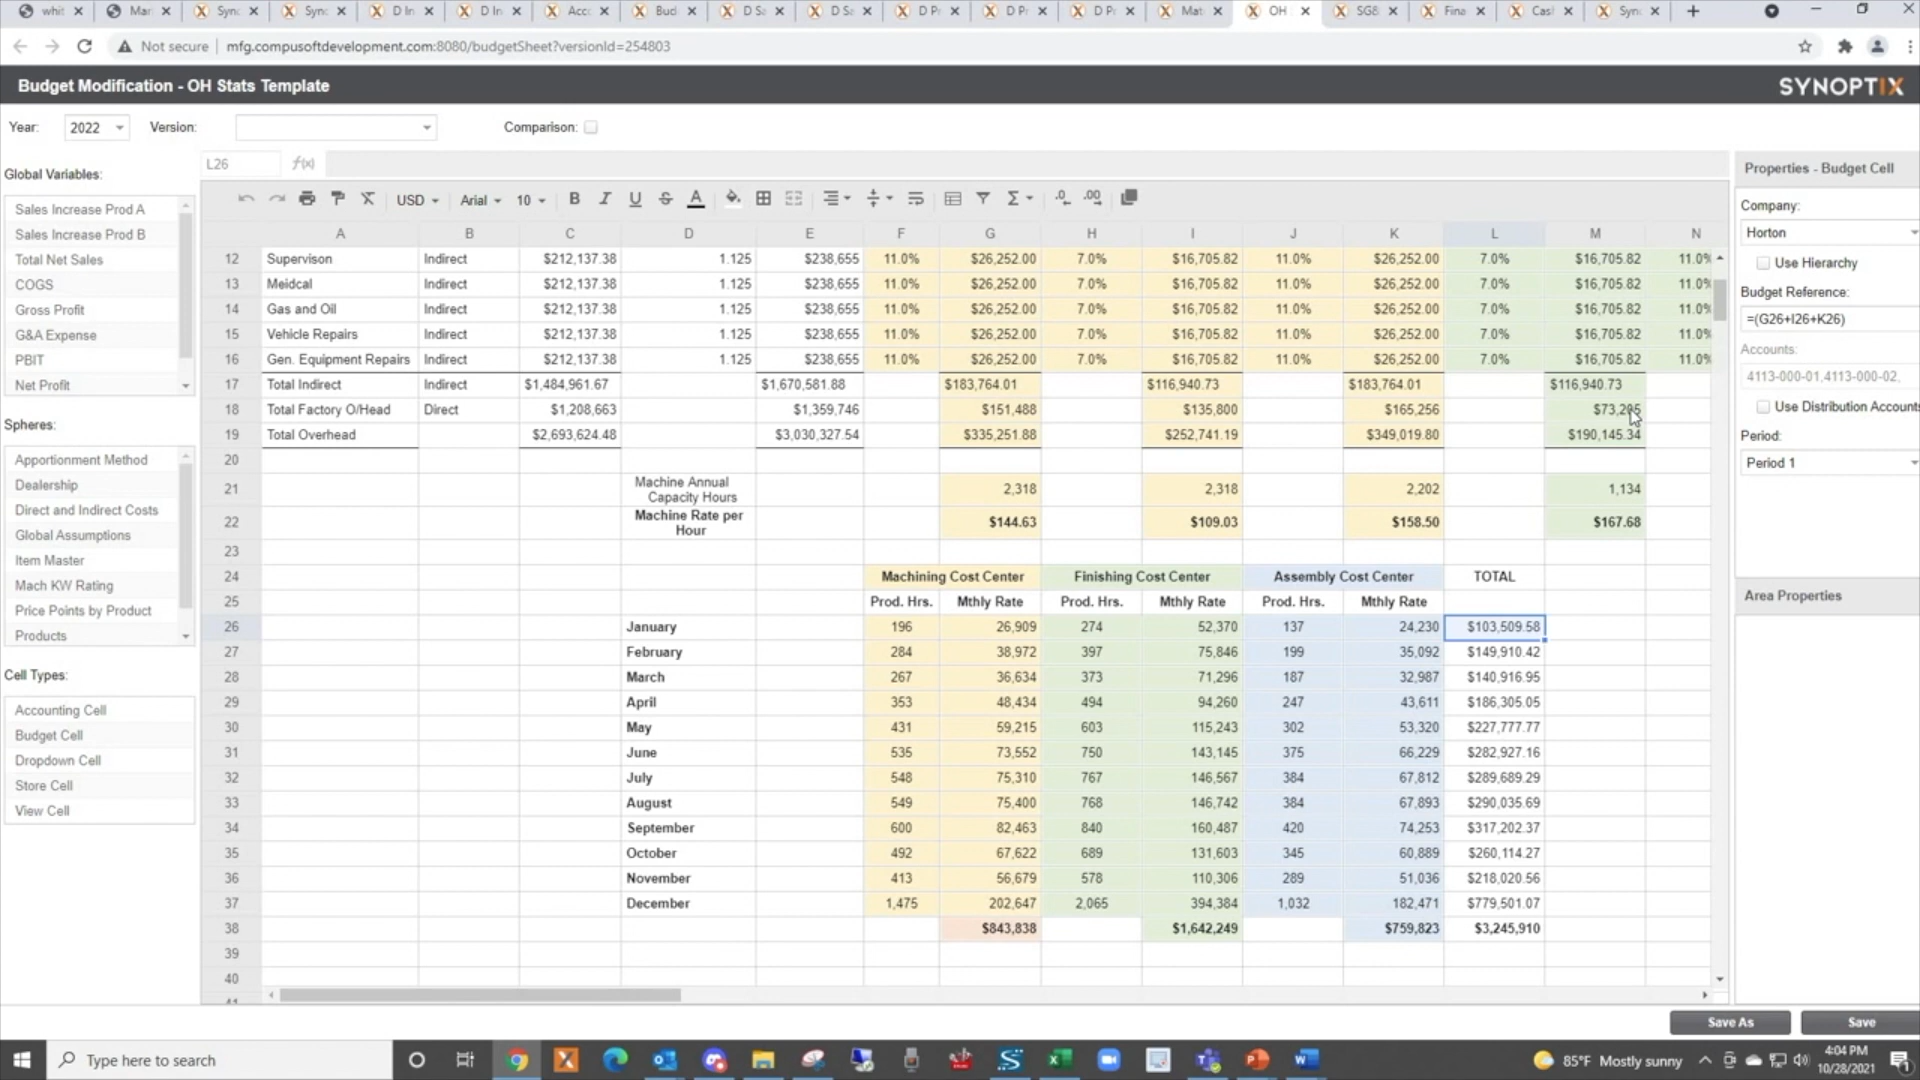 whit Mar Sync Sync D In D In Acco Bud D Sa D Sa D Pr D Pr D Pr Mat OH SG& Fina Cas Sync
Not secure mfg.compusoftdevelopment.com:8080/budgetSheet?versionId=254803
Budget Modification - OH Stats Template SYNOPTIX
Year: 2022 Version: Comparison:
L26 f(x)
USD Arial 10 B I U S A Σ .0 .00
Global Variables:
Sales Increase Prod A
Sales Increase Prod B
Total Net Sales
COGS
Gross Profit
G&A Expense
PBIT
Net Profit
Spheres:
Apportionment Method
Dealership
Direct and Indirect Costs
Global Assumptions
Item Master
Mach KW Rating
Price Points by Product
Products
Cell Types:
Accounting Cell
Budget Cell
Dropdown Cell
Store Cell
View Cell
A B C D E F G H I J K L M N
12 Supervison Indirect $212,137.38 1.125 $238,655 11.0% $26,252.00 7.0% $16,705.82 11.0% $26,252.00 7.0% $16,705.82 11.0%
13 Meidcal Indirect $212,137.38 1.125 $238,655 11.0% $26,252.00 7.0% $16,705.82 11.0% $26,252.00 7.0% $16,705.82 11.0%
14 Gas and Oil Indirect $212,137.38 1.125 $238,655 11.0% $26,252.00 7.0% $16,705.82 11.0% $26,252.00 7.0% $16,705.82 11.0%
15 Vehicle Repairs Indirect $212,137.38 1.125 $238,655 11.0% $26,252.00 7.0% $16,705.82 11.0% $26,252.00 7.0% $16,705.82 11.0%
16 Gen. Equipment Repairs Indirect $212,137.38 1.125 $238,655 11.0% $26,252.00 7.0% $16,705.82 11.0% $26,252.00 7.0% $16,705.82 11.0%
17 Total Indirect Indirect $1,484,961.67 $1,670,581.88 $183,764.01 $116,940.73 $183,764.01 $116,940.73
18 Total Factory O/Head Direct $1,208,663 $1,359,746 $151,488 $135,800 $165,256 $73,205
19 Total Overhead $2,693,624.48 $3,030,327.54 $335,251.88 $252,741.19 $349,019.80 $190,145.34
20
21 Machine Annual Capacity Hours 2,318 2,318 2,202 1,134
22 Machine Rate per Hour $144.63 $109.03 $158.50 $167.68
23
24 Machining Cost Center Finishing Cost Center Assembly Cost Center TOTAL
25 Prod. Hrs. Mthly Rate Prod. Hrs. Mthly Rate Prod. Hrs. Mthly Rate
26 January 196 26,909 274 52,370 137 24,230 $103,509.58
27 February 284 38,972 397 75,846 199 35,092 $149,910.42
28 March 267 36,634 373 71,296 187 32,987 $140,916.95
29 April 353 48,434 494 94,260 247 43,611 $186,305.05
30 May 431 59,215 603 115,243 302 53,320 $227,777.77
31 June 535 73,552 750 143,145 375 66,229 $282,927.16
32 July 548 75,310 767 146,567 384 67,812 $289,689.29
33 August 549 75,400 768 146,742 384 67,893 $290,035.69
34 September 600 82,463 840 160,487 420 74,253 $317,202.37
35 October 492 67,622 689 131,603 345 60,889 $260,114.27
36 November 413 56,679 578 110,306 289 51,036 $218,020.56
37 December 1,475 202,647 2,065 394,384 1,032 182,471 $779,501.07
38 $843,838 $1,642,249 $759,823 $3,245,910
39
40
41
Properties - Budget Cell
Company:
Horton
Use Hierarchy
Budget Reference:
=(G26+I26+K26)
Accounts:
4113-000-01,4113-000-02,
Use Distribution Accounts
Period:
Period 1
Area Properties
Save As Save
Type here to search 85°F Mostly sunny 4:04 PM
10/28/2021